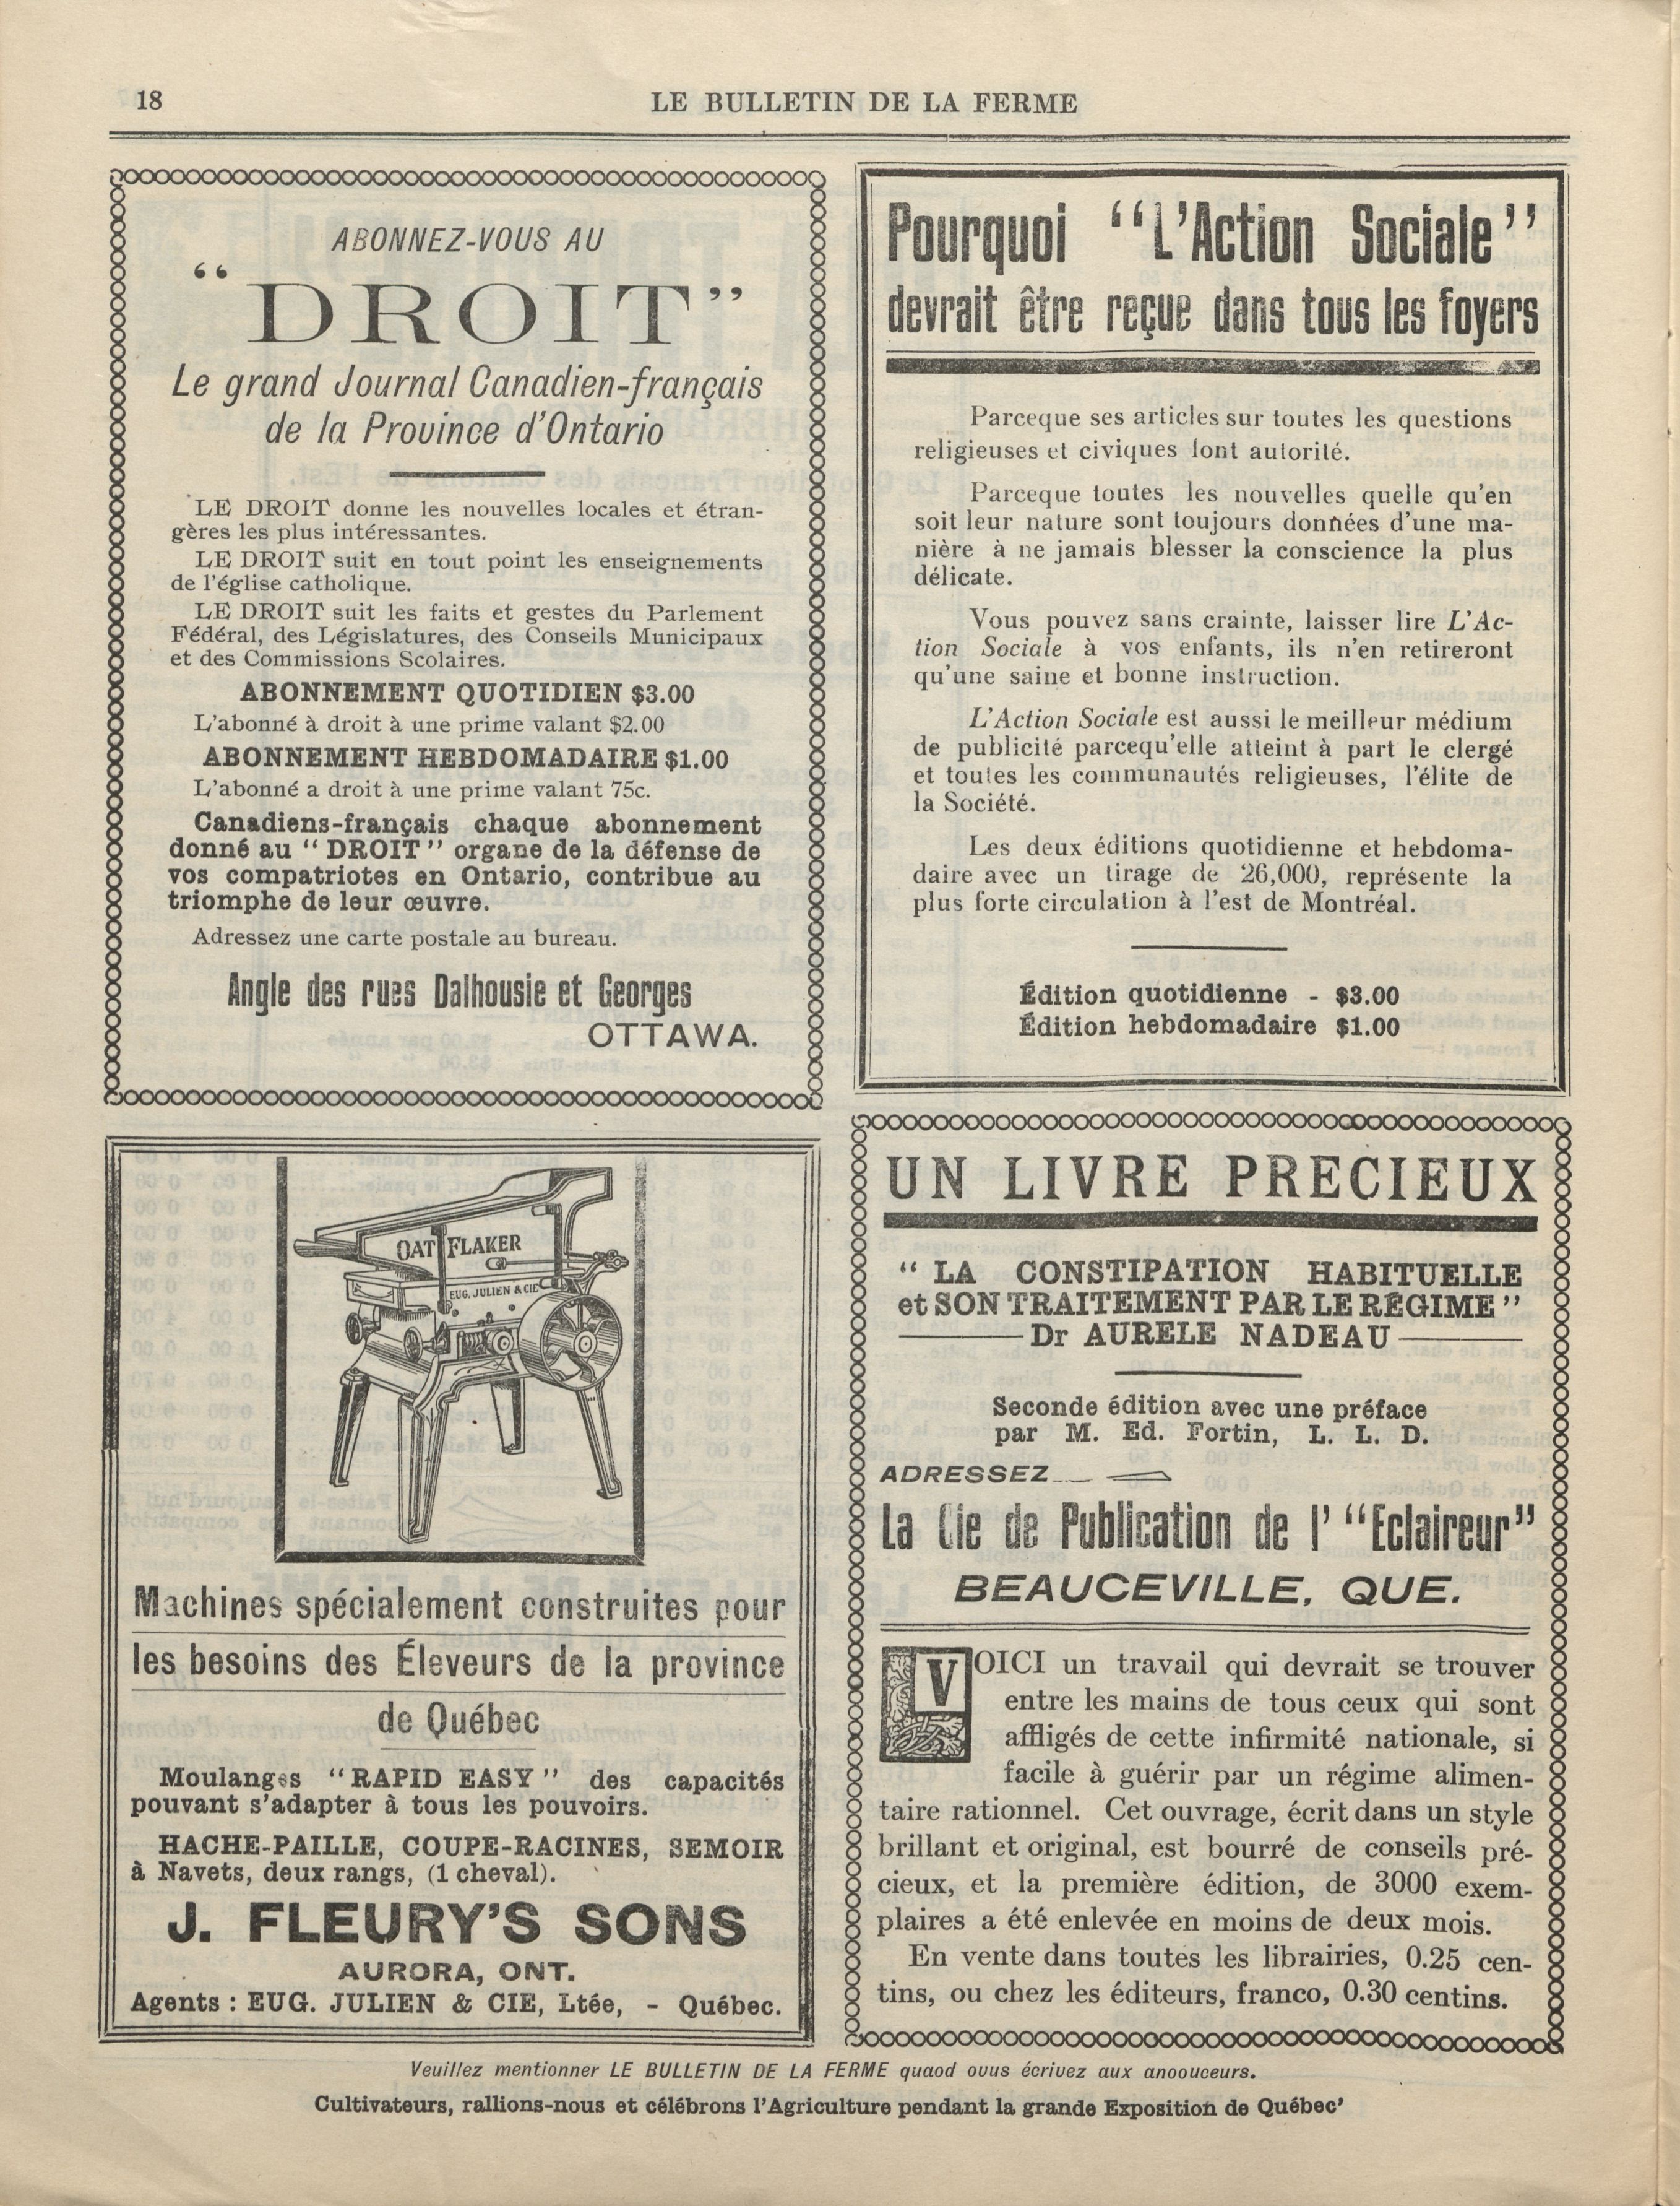 18
LE BULLETIN DE LA FERME
ABONNEZ-VOUS AU
“DROIT”
Le grand Journal Canadien-français
de la Province d'Ontario
LE DROIT donne les nouvelles locales et étran-
gères les plus intéressantes.
LE DROIT suit en tout point les enseignements
de l'église catholique.
LE DROIT suit les faits et gestes du Parlement
Fédéral, des Législatures, des Conseils Municipaux
et des Commissions Scolaires.
ABONNEMENT QUOTIDIEN $3.00
L'abonné à droit à une prime valant $2.00
ABONNEMENT HEBDOMADAIRE $1.00
L'abonné a droit à une prime valant 75c.
Canadiens-français chaque abonnement
donné au “ DROIT ” organe de la défense de
vos compatriotes en Ontario, contribue au
triomphe de leur œuvre.
Adressez une carte postale au bureau.
Angle des rues Dalhousie et Georges
OTTAWA.
Pourquoi “L'Action Sociale”
devrait être reçue dans tous les foyers
Parceque ses articles sur toutes les questions
religieuses et civiques font autorité.
Parceque toutes les nouvelles quelle qu'en
soit leur nature sont toujours données d'une ma-
nière à ne jamais blesser la conscience la plus
délicate.
Vous pouvez sans crainte, laisser lire L'Ac-
tion Sociale à vos enfants, ils n'en retireront
qu'une saine et bonne instruction.
L'Action Sociale est aussi le meilleur médium
de publicité parcequ'elle atteint à part le clergé
et toutes les communautés religieuses, l'élite de
la Société.
Les deux éditions quotidienne et hebdoma-
daire avec un tirage de 26,000, représente la
plus forte circulation à l'est de Montréal.
Édition quotidienne - $3.00
Édition hebdomadaire $1.00
OAT FLAKER
EUG. JULIEN & CIE
Machines spécialement construites pour
les besoins des Éleveurs de la province
de Québec
Moulanges “RAPID EASY” des capacités
pouvant s'adapter à tous les pouvoirs.
HACHE-PAILLE, COUPE-RACINES, SEMOIR
à Navets, deux rangs, (1 cheval).
J. FLEURY'S SONS
AURORA, ONT.
Agents : EUG. JULIEN & CIE, Ltée, - Québec.
UN LIVRE PRECIEUX
“ LA CONSTIPATION HABITUELLE
et SON TRAITEMENT PAR LE RÉGIME ”
Dr AURELE NADEAU
Seconde édition avec une préface
par M. Ed. Fortin, L. L. D.
ADRESSEZ
La Cie de Publication de l' “Eclaireur”
BEAUCEVILLE, QUE.
VOICI un travail qui devrait se trouver
entre les mains de tous ceux qui sont
affligés de cette infirmité nationale, si
facile à guérir par un régime alimen-
taire rationnel. Cet ouvrage, écrit dans un style
brillant et original, est bourré de conseils pré-
cieux, et la première édition, de 3000 exem-
plaires a été enlevée en moins de deux mois.
En vente dans toutes les librairies, 0.25 cen-
tins, ou chez les éditeurs, franco, 0.30 centins.
Veuillez mentionner LE BULLETIN DE LA FERME quaod ouus écrivez aux anoouceurs.
Cultivateurs, rallions-nous et célébrons l'Agriculture pendant la grande Exposition de Québec'